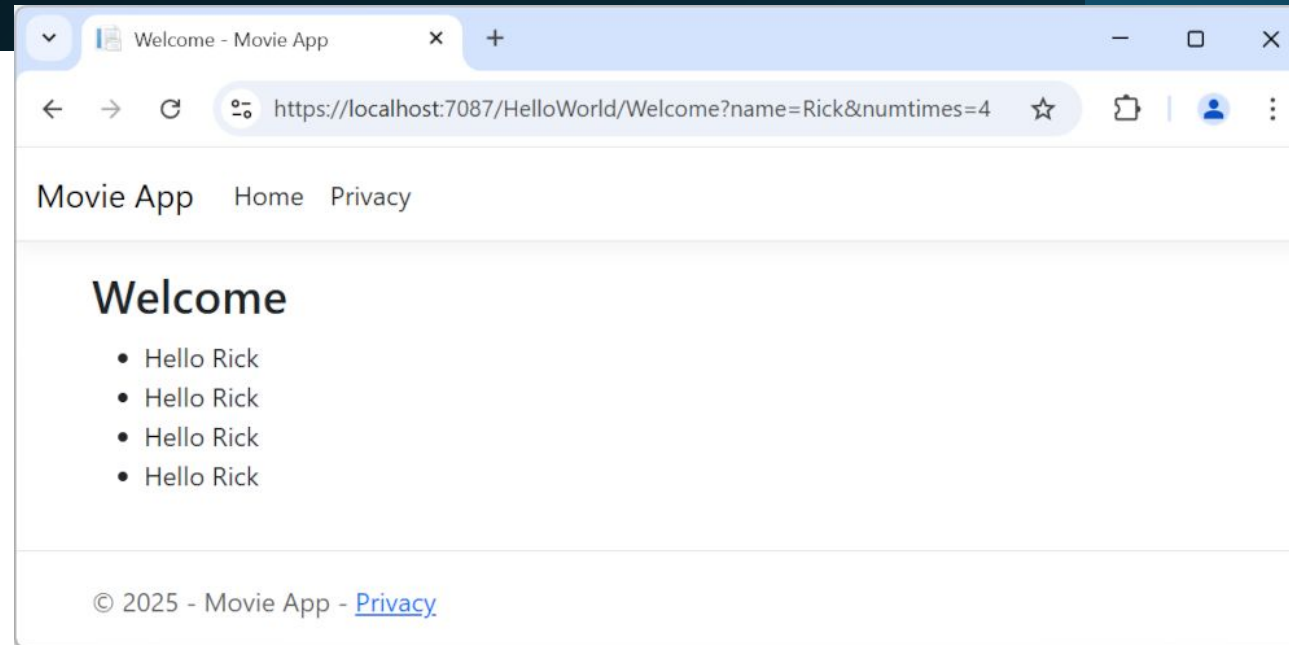 Welcome - Movie App
https://localhost:7087/HelloWorld/Welcome?name=Rick&numtimes=4
Movie App Home Privacy
Welcome
• Hello Rick
• Hello Rick
• Hello Rick
• Hello Rick
© 2025 - Movie App - Privacy